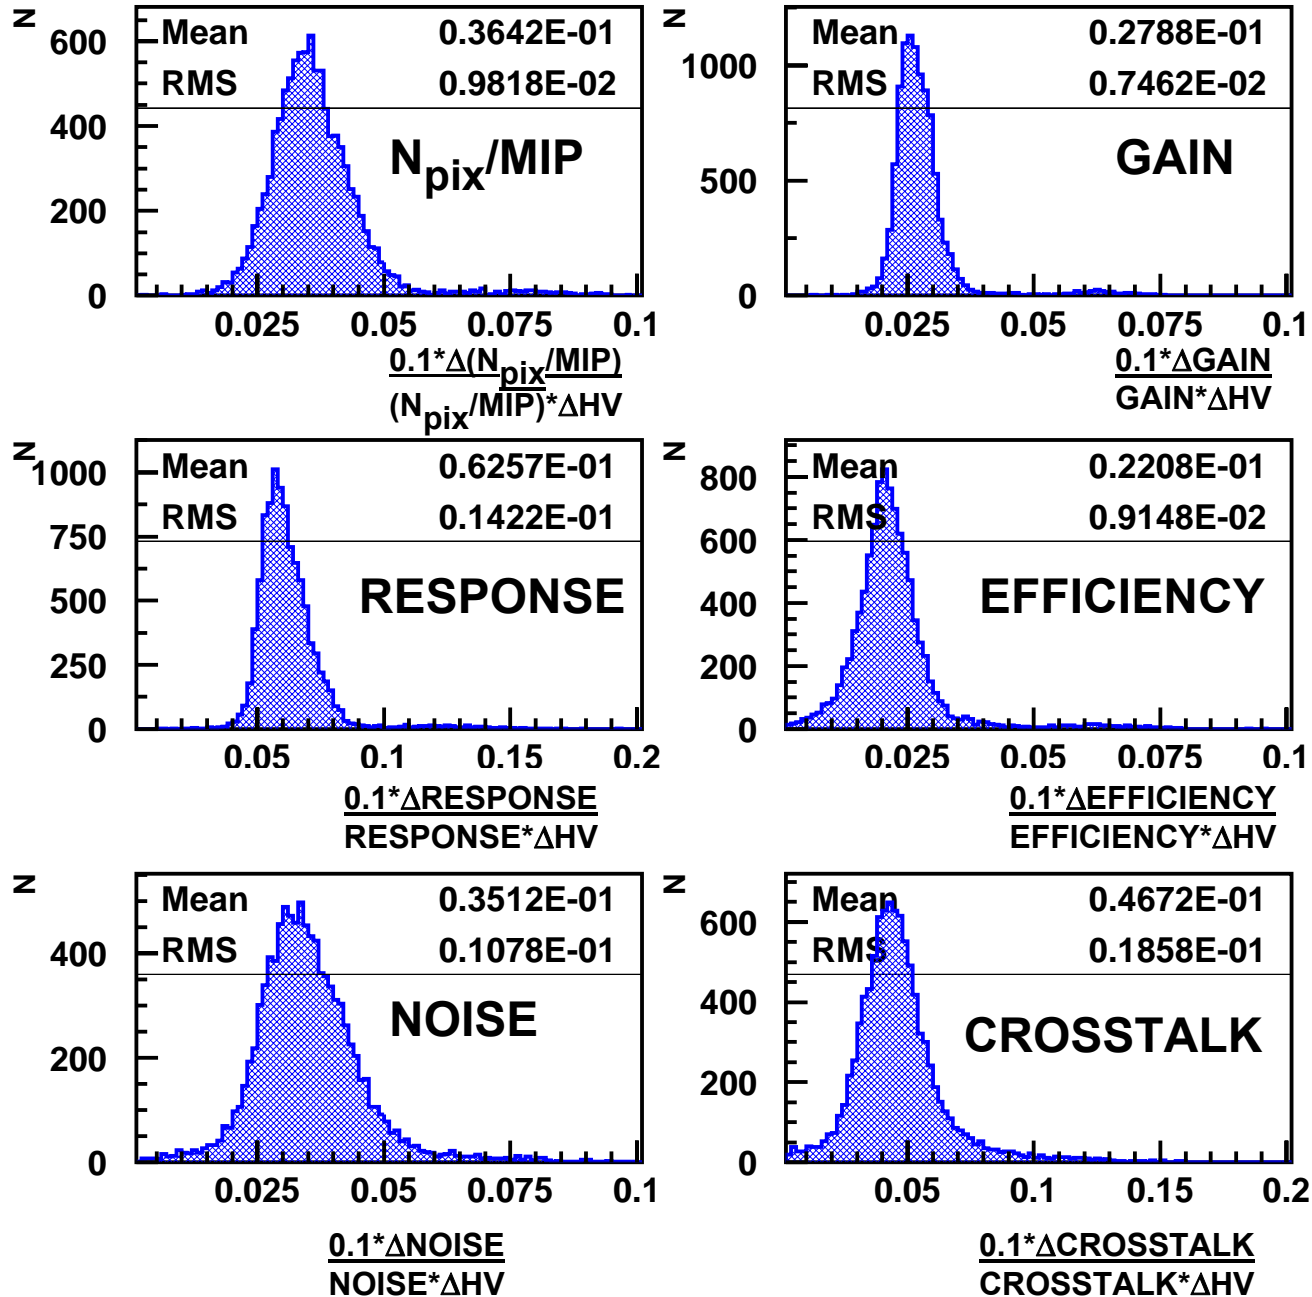 N
600
400
200
0
Mean 0.3642E-01
RMS 0.9818E-02
Npix/MIP
0.025 0.05 0.075 0.1
0.1*Δ(Npix/MIP)
(Npix/MIP)*ΔHV
N
1000
500
0
Mean 0.2788E-01
RMS 0.7462E-02
GAIN
0.025 0.05 0.075 0.1
0.1*ΔGAIN
GAIN*ΔHV
N
1000
750
500
250
0
Mean 0.6257E-01
RMS 0.1422E-01
RESPONSE
0.05 0.1 0.15 0.2
0.1*ΔRESPONSE
RESPONSE*ΔHV
N
800
600
400
200
0
Mean 0.2208E-01
RMS 0.9148E-02
EFFICIENCY
0.025 0.05 0.075 0.1
0.1*ΔEFFICIENCY
EFFICIENCY*ΔHV
N
400
200
0
Mean 0.3512E-01
RMS 0.1078E-01
NOISE
0.025 0.05 0.075 0.1
0.1*ΔNOISE
NOISE*ΔHV
N
600
400
200
0
Mean 0.4672E-01
RMS 0.1858E-01
CROSSTALK
0.05 0.1 0.15 0.2
0.1*ΔCROSSTALK
CROSSTALK*ΔHV